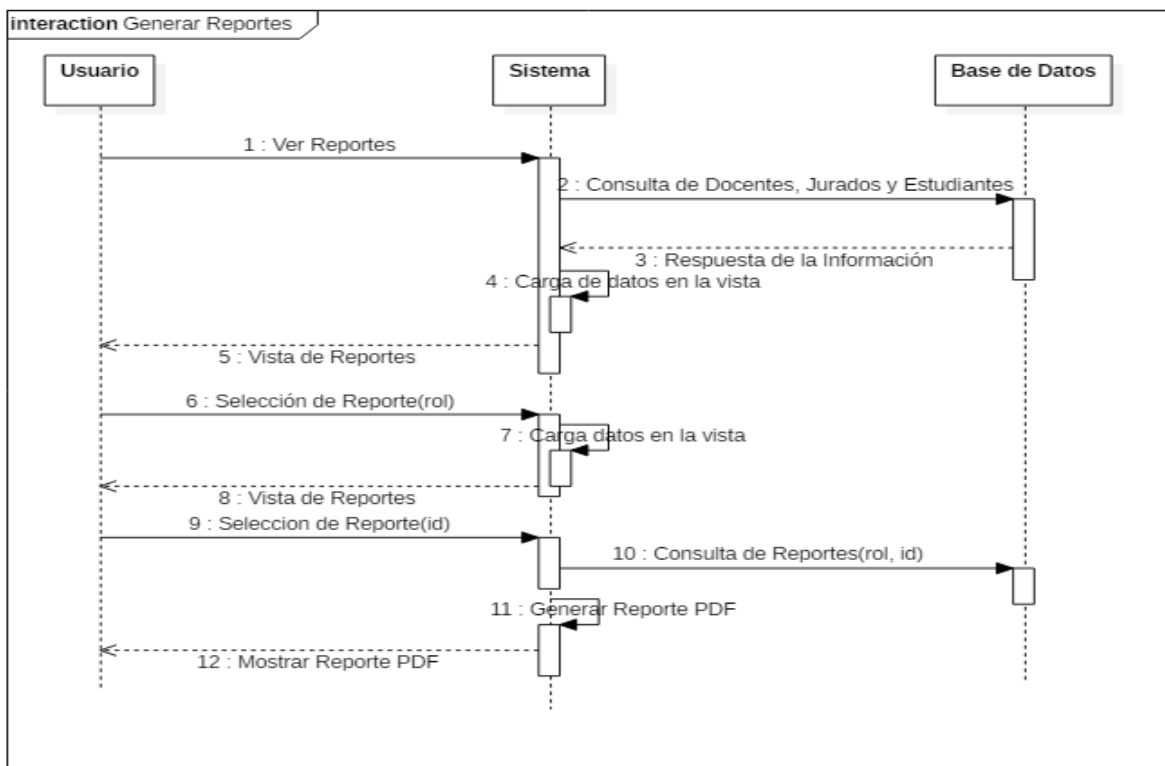 interaction Generar Reportes
Usuario
Sistema
Base de Datos
1 : Ver Reportes
2 : Consulta de Docentes, Jurados y Estudiantes
3 : Respuesta de la Información
4 : Carga de datos en la vista
5 : Vista de Reportes
6 : Selección de Reporte(rol)
7 : Carga datos en la vista
8 : Vista de Reportes
9 : Seleccion de Reporte(id)
10 : Consulta de Reportes(rol, id)
11 : Generar Reporte PDF
12 : Mostrar Reporte PDF